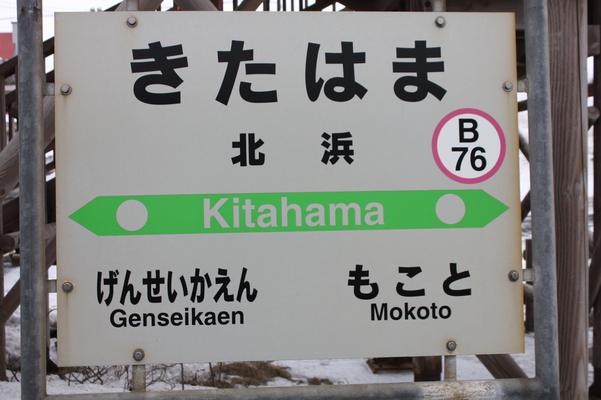 きたはま
北浜
B
76
Kitahama
げんせいかえん
Genseikaen
もこと
Mokoto